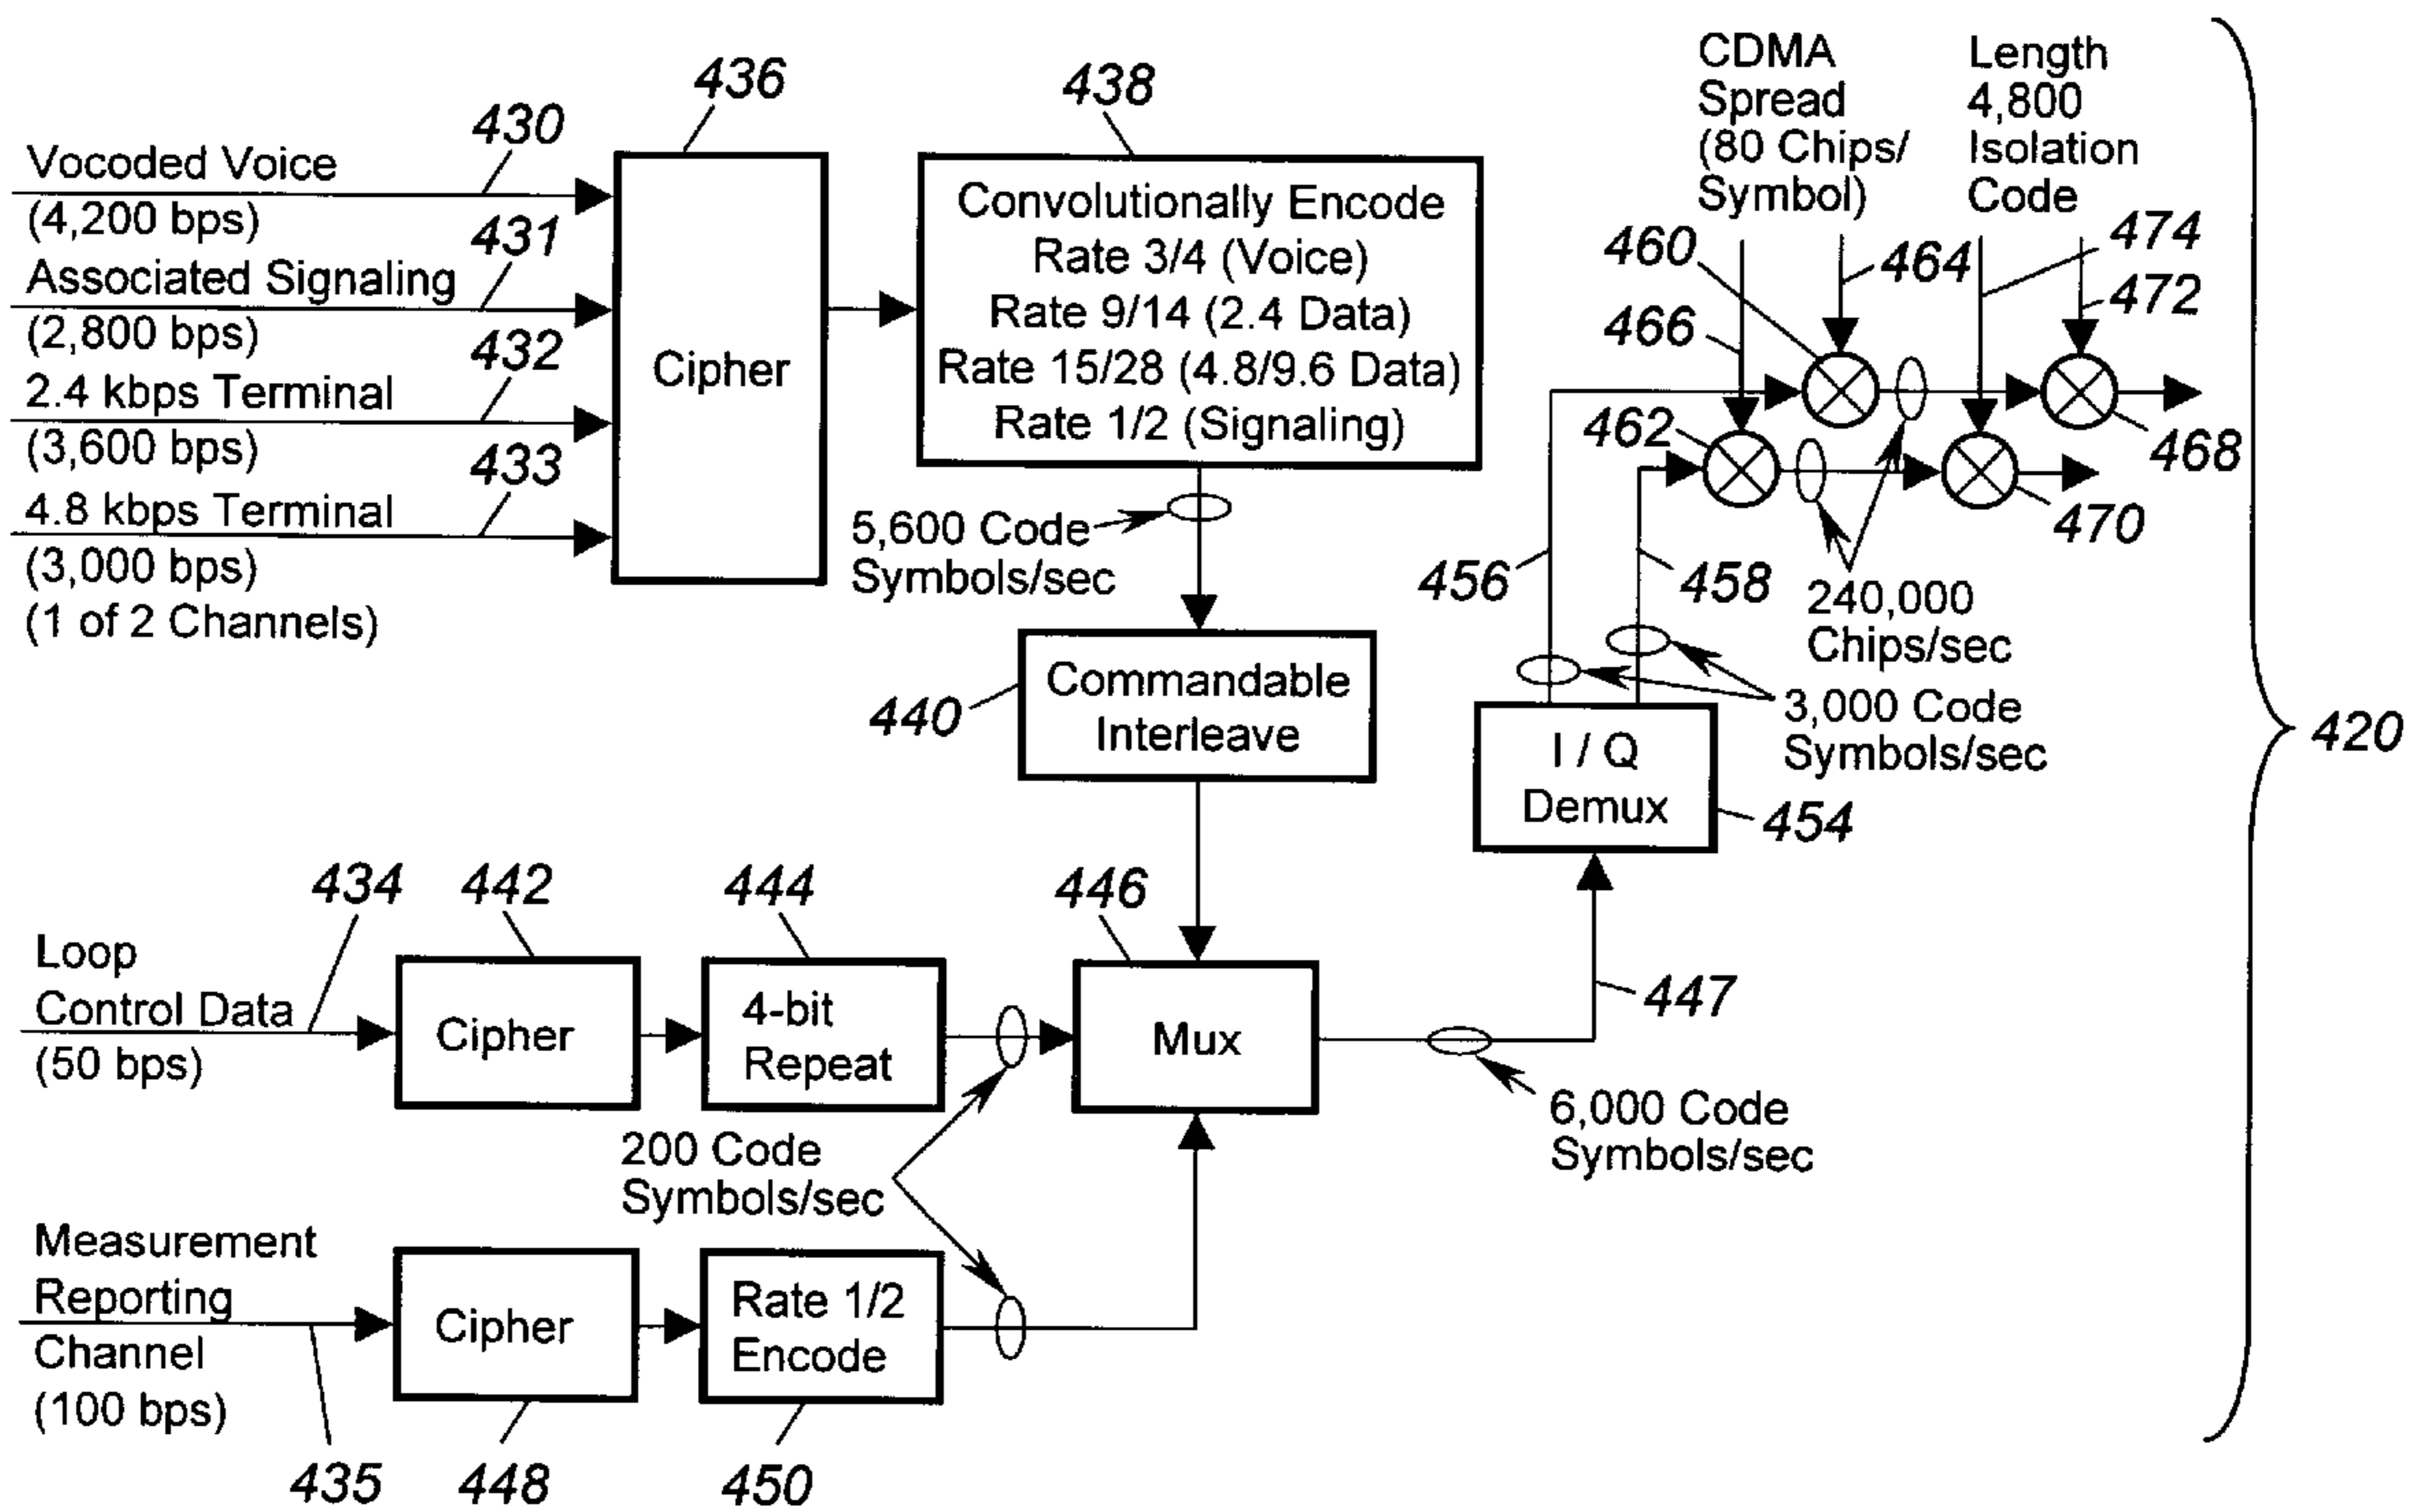 436
438
430
Vocoded Voice
(4,200 bps)
431
Associated Signaling
(2,800 bps)
432
2.4 kbps Terminal
(3,600 bps)
433
4.8 kbps Terminal
(3,000 bps)
(1 of 2 Channels)
Cipher
Convolutionally Encode
Rate 3/4 (Voice)
Rate 9/14 (2.4 Data)
Rate 15/28 (4.8/9.6 Data)
Rate 1/2 (Signaling)
5,600 Code
Symbols/sec
440
Commandable
Interleave
CDMA
Spread
(80 Chips/
Symbol)
Length
4,800
Isolation
Code
460
464
474
472
466
462
468
470
456
458
240,000
Chips/sec
3,000 Code
Symbols/sec
420
I / Q
Demux
454
434
442
444
446
447
Loop
Control Data
(50 bps)
Cipher
4-bit
Repeat
Mux
200 Code
Symbols/sec
6,000 Code
Symbols/sec
Measurement
Reporting
Channel
(100 bps)
Cipher
Rate 1/2
Encode
435
448
450